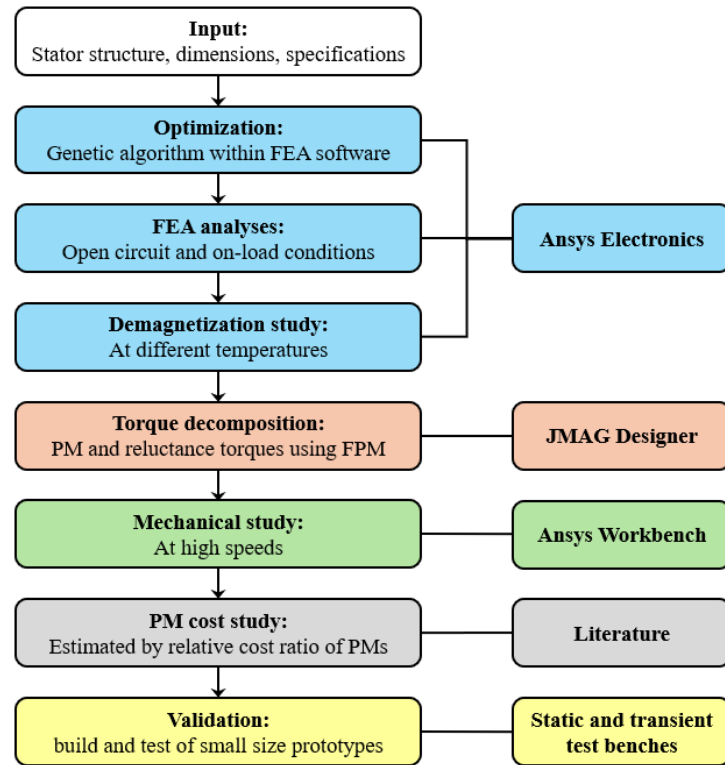 Input:
Stator structure, dimensions, specifications
Optimization:
Genetic algorithm within FEA software
FEA analyses:
Open circuit and on-load conditions
Ansys Electronics
Demagnetization study:
At different temperatures
Torque decomposition:
PM and reluctance torques using FPM
JMAG Designer
Mechanical study:
At high speeds
Ansys Workbench
PM cost study:
Estimated by relative cost ratio of PMs
Literature
Validation:
build and test of small size prototypes
Static and transient
test benches